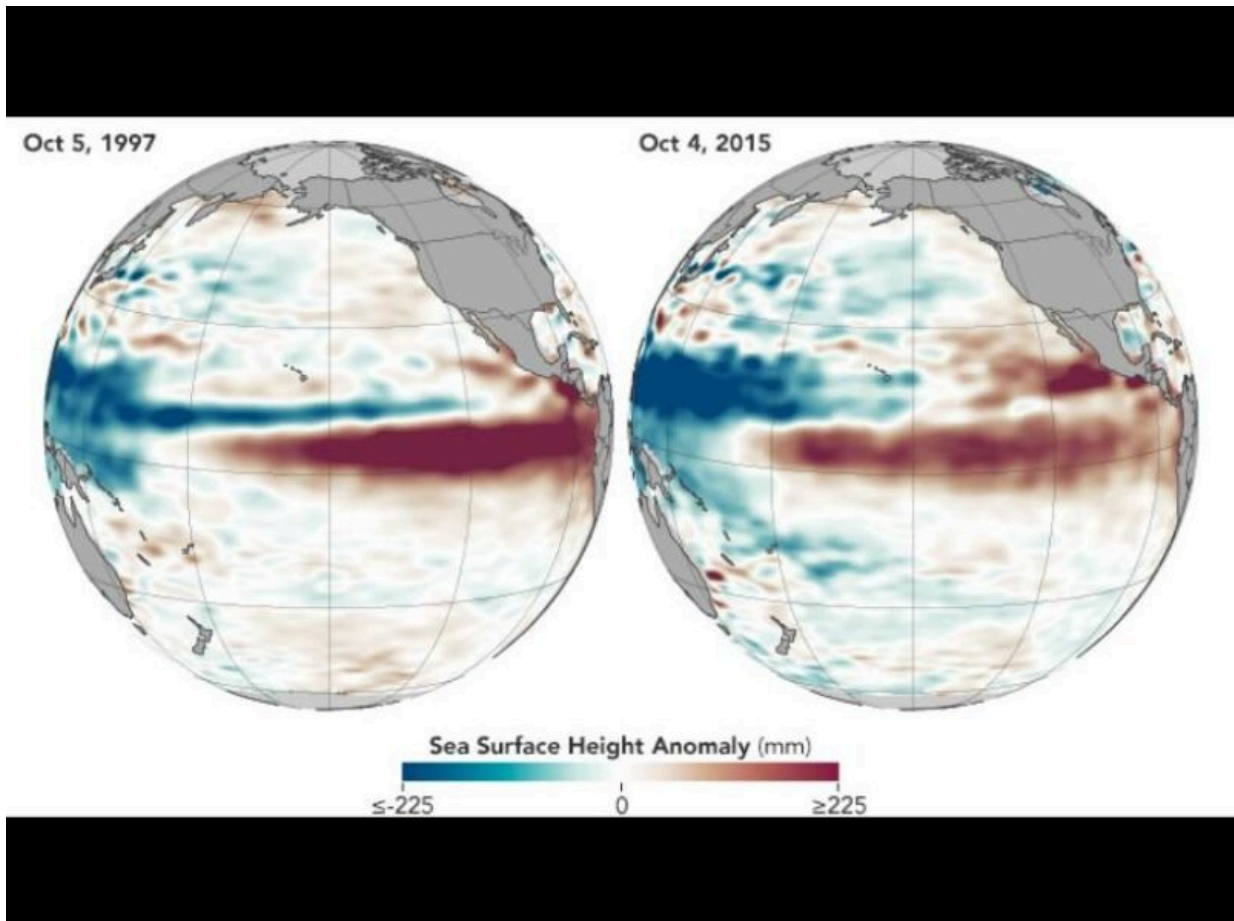 Oct 5, 1997
Oct 4, 2015
Sea Surface Height Anomaly (mm)
≤-225 0 ≥225